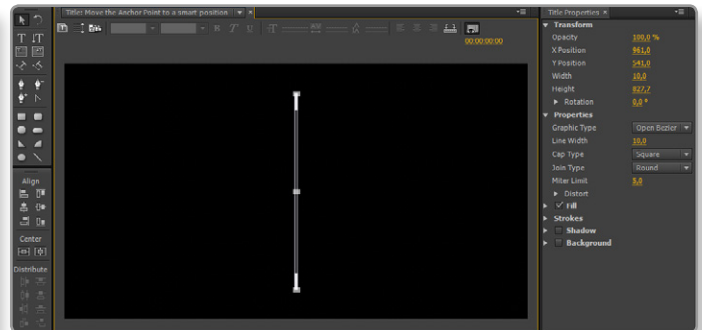 Title: Move the Anchor Point to a smart position
00:00:00:00
Align
Center
Distribute
Title Properties
Transform
Opacity 100,0 %
X Position 961,0
Y Position 541,0
Width 10,0
Height 827,7
Rotation 0,0 °
Properties
Graphic Type Open Bezier
Line Width 10,0
Cap Type Square
Join Type Round
Miter Limit 5,0
Distort
Fill
Strokes
Shadow
Background